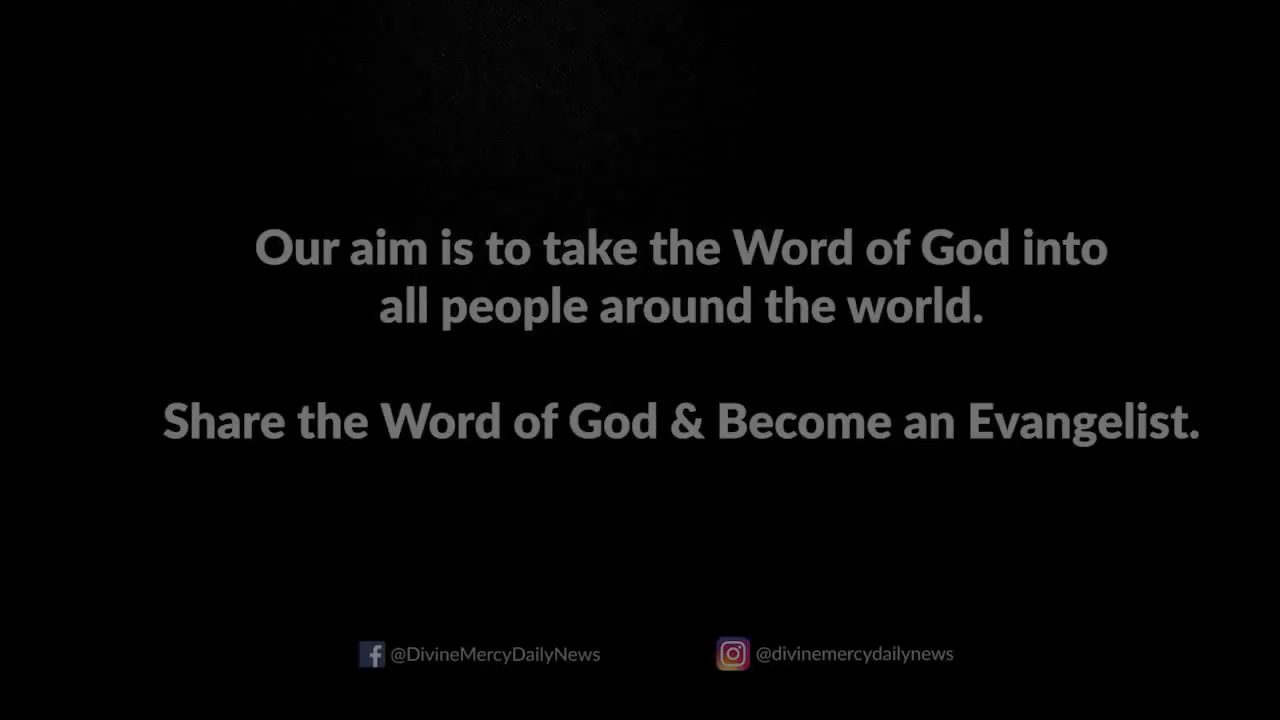 Our aim is to take the Word of God into
all people around the world.
Share the Word of God & Become an Evangelist.
@DivineMercyDailyNews
@divinemercydailynews